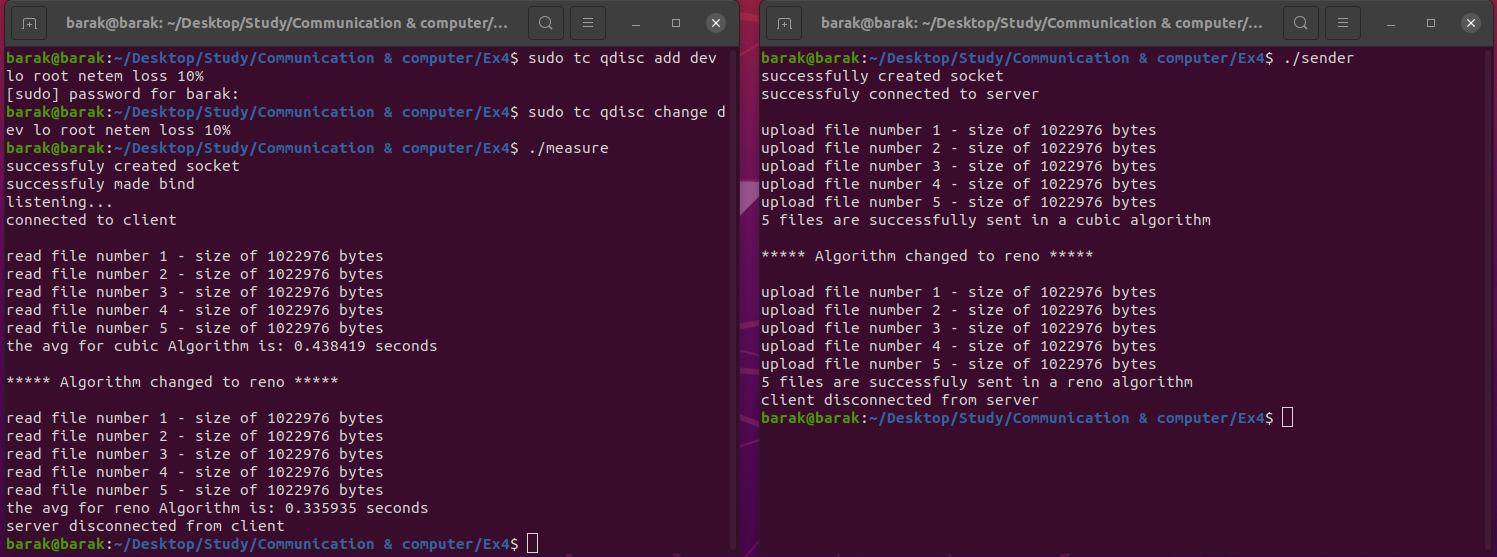 barak@barak: ~/Desktop/Study/Communication & computer/...
barak@barak:~/Desktop/Study/Communication & computer/Ex4$ sudo tc qdisc add dev
lo root netem loss 10%
[sudo] password for barak:
barak@barak:~/Desktop/Study/Communication & computer/Ex4$ sudo tc qdisc change d
ev lo root netem loss 10%
barak@barak:~/Desktop/Study/Communication & computer/Ex4$ ./measure
successfuly created socket
successfuly made bind
listening...
connected to client
read file number 1 - size of 1022976 bytes
read file number 2 - size of 1022976 bytes
read file number 3 - size of 1022976 bytes
read file number 4 - size of 1022976 bytes
read file number 5 - size of 1022976 bytes
the avg for cubic Algorithm is: 0.438419 seconds
***** Algorithm changed to reno *****
read file number 1 - size of 1022976 bytes
read file number 2 - size of 1022976 bytes
read file number 3 - size of 1022976 bytes
read file number 4 - size of 1022976 bytes
read file number 5 - size of 1022976 bytes
the avg for reno Algorithm is: 0.335935 seconds
server disconnected from client
barak@barak:~/Desktop/Study/Communication & computer/Ex4$
barak@barak: ~/Desktop/Study/Communication & computer/...
barak@barak:~/Desktop/Study/Communication & computer/Ex4$ ./sender
successfully created socket
successfuly connected to server
upload file number 1 - size of 1022976 bytes
upload file number 2 - size of 1022976 bytes
upload file number 3 - size of 1022976 bytes
upload file number 4 - size of 1022976 bytes
upload file number 5 - size of 1022976 bytes
5 files are successfully sent in a cubic algorithm
***** Algorithm changed to reno *****
upload file number 1 - size of 1022976 bytes
upload file number 2 - size of 1022976 bytes
upload file number 3 - size of 1022976 bytes
upload file number 4 - size of 1022976 bytes
upload file number 5 - size of 1022976 bytes
5 files are successfuly sent in a reno algorithm
client disconnected from server
barak@barak:~/Desktop/Study/Communication & computer/Ex4$